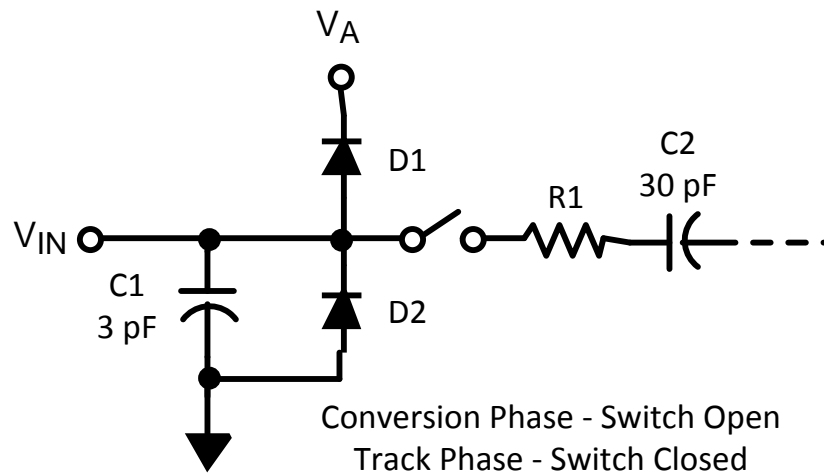 VA
D1
C2
30 pF
R1
VIN
C1
3 pF
D2
Conversion Phase - Switch Open
Track Phase - Switch Closed